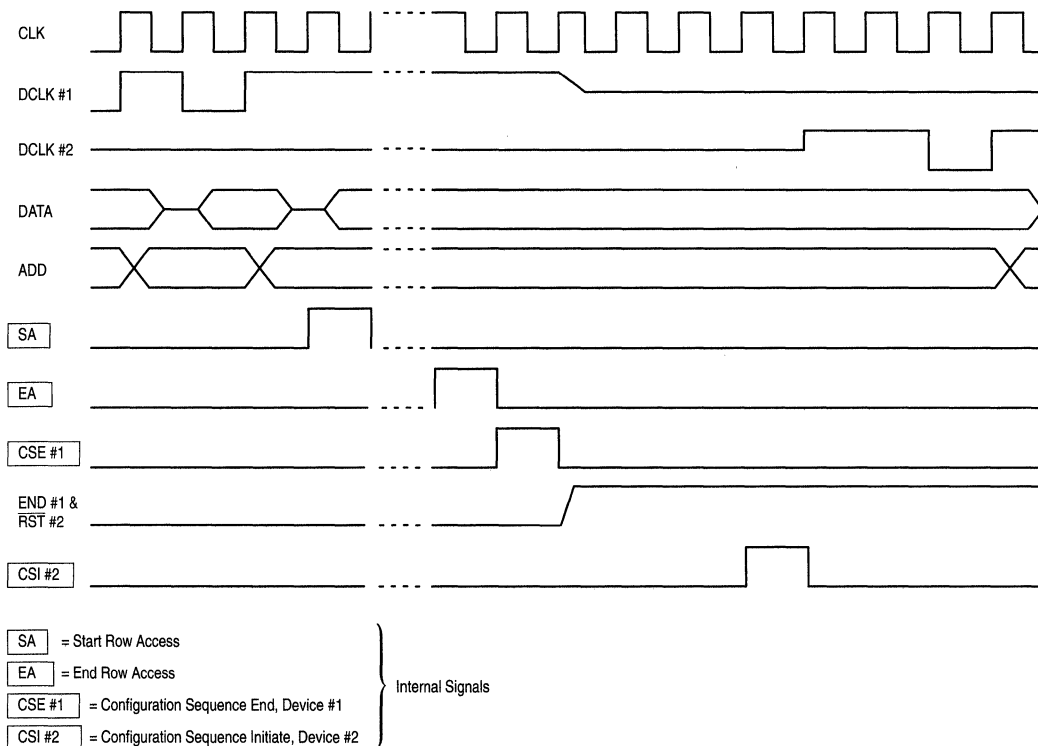 CLK
DCLK #1
DCLK #2
DATA
ADD
SA
EA
CSE #1
END #1 &
RST #2
CSI #2
SA = Start Row Access
EA = End Row Access
CSE #1 = Configuration Sequence End, Device #1
CSI #2 = Configuration Sequence Initiate, Device #2
Internal Signals